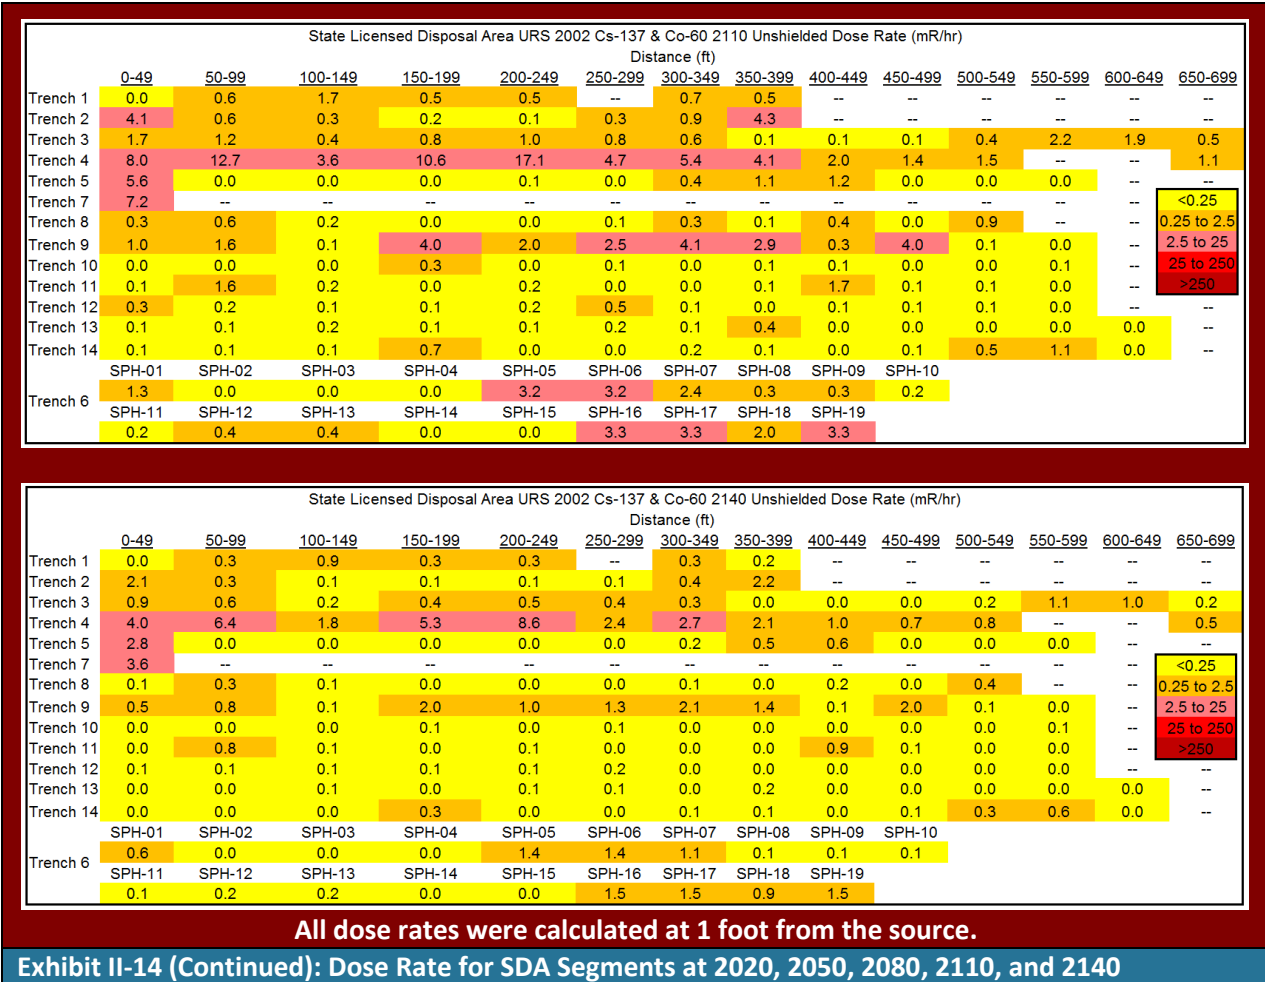 State Licensed Disposal Area URS 2002 Cs-137 & Co-60 2110 Unshielded Dose Rate (mR/hr)
Distance (ft)
0-49 50-99 100-149 150-199 200-249 250-299 300-349 350-399 400-449 450-499 500-549 550-599 600-649 650-699
Trench 1 0.0 0.6 1.7 0.5 0.5 -- 0.7 0.5 -- -- -- -- -- --
Trench 2 4.1 0.6 0.3 0.2 0.1 0.3 0.9 4.3 -- -- -- -- -- --
Trench 3 1.7 1.2 0.4 0.8 1.0 0.8 0.6 0.1 0.1 0.1 0.4 2.2 1.9 0.5
Trench 4 8.0 12.7 3.6 10.6 17.1 4.7 5.4 4.1 2.0 1.4 1.5 -- -- 1.1
Trench 5 5.6 0.0 0.0 0.0 0.1 0.0 0.4 1.1 1.2 0.0 0.0 0.0 -- --
Trench 7 7.2 -- -- -- -- -- -- -- -- -- -- -- -- <0.25
Trench 8 0.3 0.6 0.2 0.0 0.0 0.1 0.3 0.1 0.4 0.0 0.9 -- -- 0.25 to 2.5
Trench 9 1.0 1.6 0.1 4.0 2.0 2.5 4.1 2.9 0.3 4.0 0.1 0.0 -- 2.5 to 25
Trench 10 0.0 0.0 0.0 0.3 0.0 0.1 0.0 0.1 0.1 0.0 0.0 0.1 -- 25 to 250
Trench 11 0.1 1.6 0.2 0.0 0.2 0.0 0.0 0.1 1.7 0.1 0.1 0.0 -- >250
Trench 12 0.3 0.2 0.1 0.1 0.2 0.5 0.1 0.0 0.1 0.1 0.1 0.0 -- --
Trench 13 0.1 0.1 0.2 0.1 0.1 0.2 0.1 0.4 0.0 0.0 0.0 0.0 0.0 --
Trench 14 0.1 0.1 0.1 0.7 0.0 0.0 0.2 0.1 0.0 0.1 0.5 1.1 0.0 --
SPH-01 SPH-02 SPH-03 SPH-04 SPH-05 SPH-06 SPH-07 SPH-08 SPH-09 SPH-10
Trench 6
1.3 0.0 0.0 0.0 3.2 3.2 2.4 0.3 0.3 0.2
SPH-11 SPH-12 SPH-13 SPH-14 SPH-15 SPH-16 SPH-17 SPH-18 SPH-19
0.2 0.4 0.4 0.0 0.0 3.3 3.3 2.0 3.3
State Licensed Disposal Area URS 2002 Cs-137 & Co-60 2140 Unshielded Dose Rate (mR/hr)
Distance (ft)
0-49 50-99 100-149 150-199 200-249 250-299 300-349 350-399 400-449 450-499 500-549 550-599 600-649 650-699
Trench 1 0.0 0.3 0.9 0.3 0.3 -- 0.3 0.2 -- -- -- -- -- --
Trench 2 2.1 0.3 0.1 0.1 0.1 0.1 0.4 2.2 -- -- -- -- -- --
Trench 3 0.9 0.6 0.2 0.4 0.5 0.4 0.3 0.0 0.0 0.0 0.2 1.1 1.0 0.2
Trench 4 4.0 6.4 1.8 5.3 8.6 2.4 2.7 2.1 1.0 0.7 0.8 -- -- 0.5
Trench 5 2.8 0.0 0.0 0.0 0.0 0.0 0.2 0.5 0.6 0.0 0.0 0.0 -- --
Trench 7 3.6 -- -- -- -- -- -- -- -- -- -- -- -- <0.25
Trench 8 0.1 0.3 0.1 0.0 0.0 0.0 0.1 0.0 0.2 0.0 0.4 -- -- 0.25 to 2.5
Trench 9 0.5 0.8 0.1 2.0 1.0 1.3 2.1 1.4 0.1 2.0 0.1 0.0 -- 2.5 to 25
Trench 10 0.0 0.0 0.0 0.1 0.0 0.1 0.0 0.0 0.0 0.0 0.0 0.1 -- 25 to 250
Trench 11 0.0 0.8 0.1 0.0 0.1 0.0 0.0 0.0 0.9 0.1 0.0 0.0 -- >250
Trench 12 0.1 0.1 0.1 0.1 0.1 0.2 0.0 0.0 0.0 0.0 0.0 0.0 -- --
Trench 13 0.0 0.0 0.1 0.0 0.1 0.1 0.0 0.2 0.0 0.0 0.0 0.0 0.0 --
Trench 14 0.0 0.0 0.0 0.3 0.0 0.0 0.1 0.1 0.0 0.1 0.3 0.6 0.0 --
SPH-01 SPH-02 SPH-03 SPH-04 SPH-05 SPH-06 SPH-07 SPH-08 SPH-09 SPH-10
Trench 6
0.6 0.0 0.0 0.0 1.4 1.4 1.1 0.1 0.1 0.1
SPH-11 SPH-12 SPH-13 SPH-14 SPH-15 SPH-16 SPH-17 SPH-18 SPH-19
0.1 0.2 0.2 0.0 0.0 1.5 1.5 0.9 1.5
All dose rates were calculated at 1 foot from the source.
Exhibit II-14 (Continued): Dose Rate for SDA Segments at 2020, 2050, 2080, 2110, and 2140